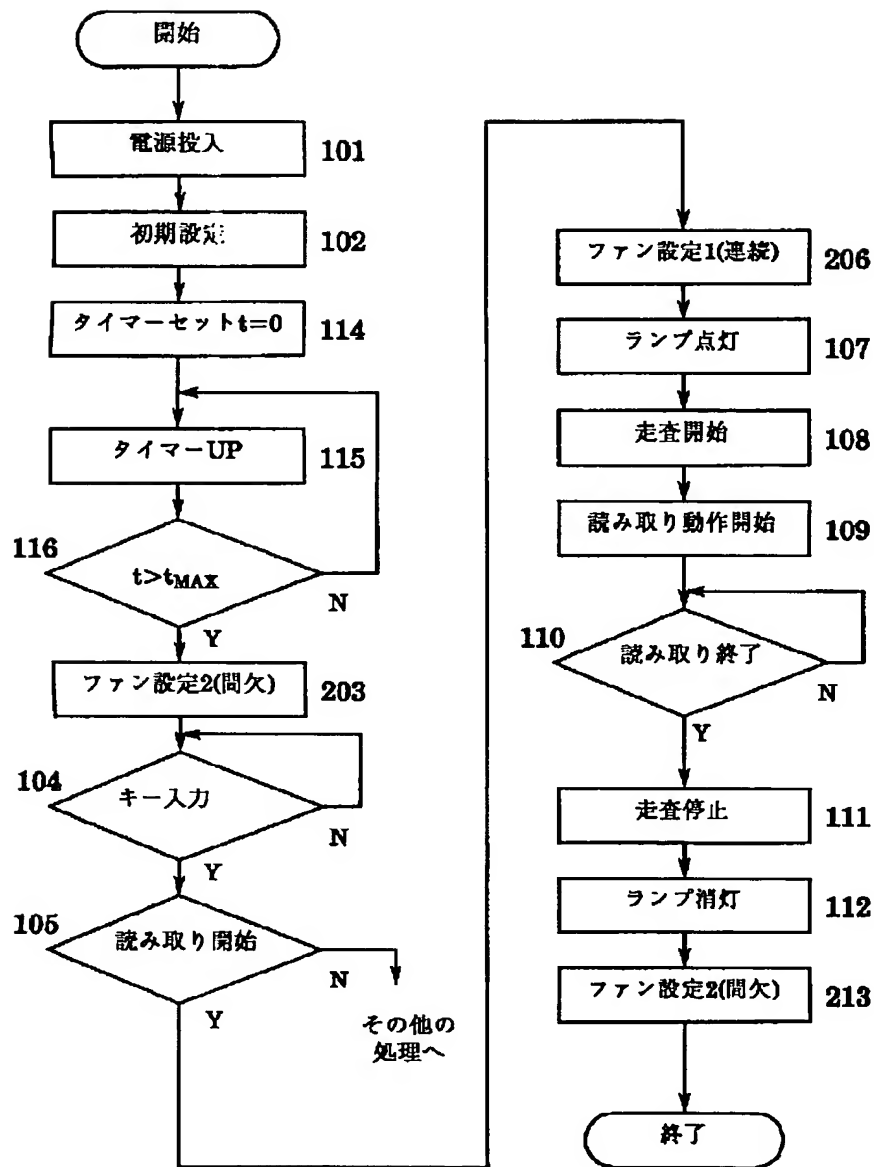 開始
電源投入
101
初期設定
102
タイマーセットt=0
114
タイマーUP
115
116
t>tMAX
N
Y
ファン設定2(間欠)
203
104
キー入力
N
Y
105
読み取り開始
N
Y
その他の
処理へ
ファン設定1(連続)
206
ランプ点灯
107
走査開始
108
読み取り動作開始
109
110
読み取り終了
N
Y
走査停止
111
ランプ消灯
112
ファン設定2(間欠)
213
終了